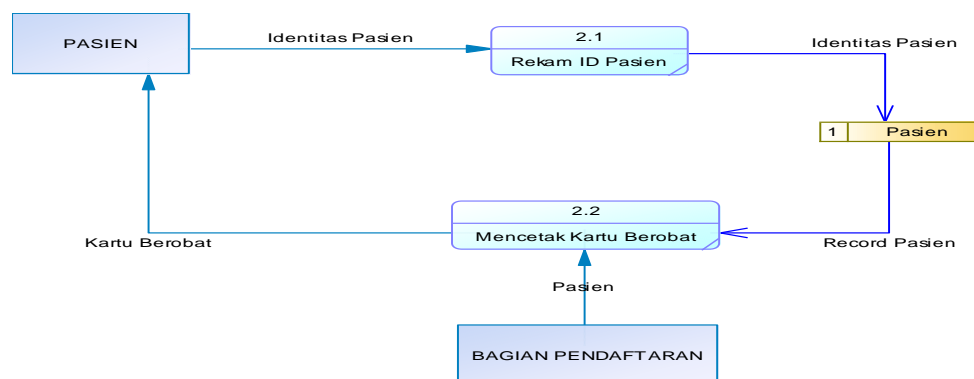 PASIEN
Identitas Pasien
2.1
Rekam ID Pasien
Identitas Pasien
1
Pasien
2.2
Mencetak Kartu Berobat
Kartu Berobat
Record Pasien
Pasien
BAGIAN PENDAFTARAN